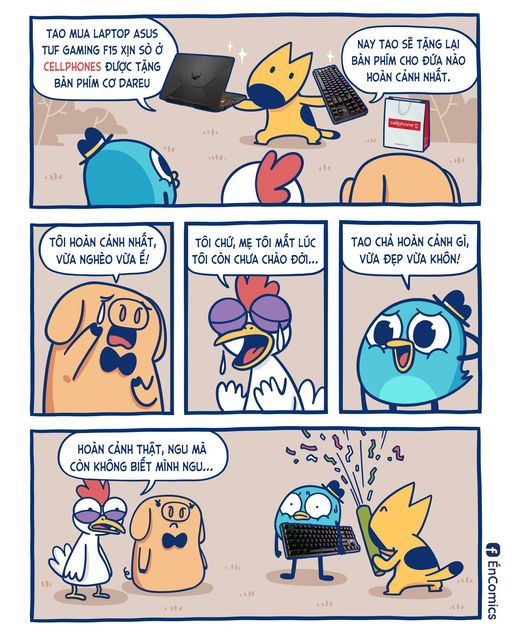 TAO MUA LAPTOP ASUS
TUF GAMING F15 XỊN SÒ Ở
CELLPHONES ĐƯỢC TẶNG
BÀN PHÍM CƠ DAREU
NAY TAO SẼ TẶNG LẠI
BÀN PHÍM CHO ĐỨA NÀO
HOÀN CẢNH NHẤT.
cellphone S
TÔI HOÀN CẢNH NHẤT,
VỪA NGHÈO VỪA Ế!
TÔI CHỨ, MẸ TÔI MẤT LÚC
TÔI CÒN CHƯA CHÀO ĐỜI...
TAO CHẢ HOÀN CẢNH GÌ,
VỪA ĐẸP VỪA KHÔN!
HOÀN CẢNH THẬT, NGU MÀ
CÒN KHÔNG BIẾT MÌNH NGU...
ÉnComics